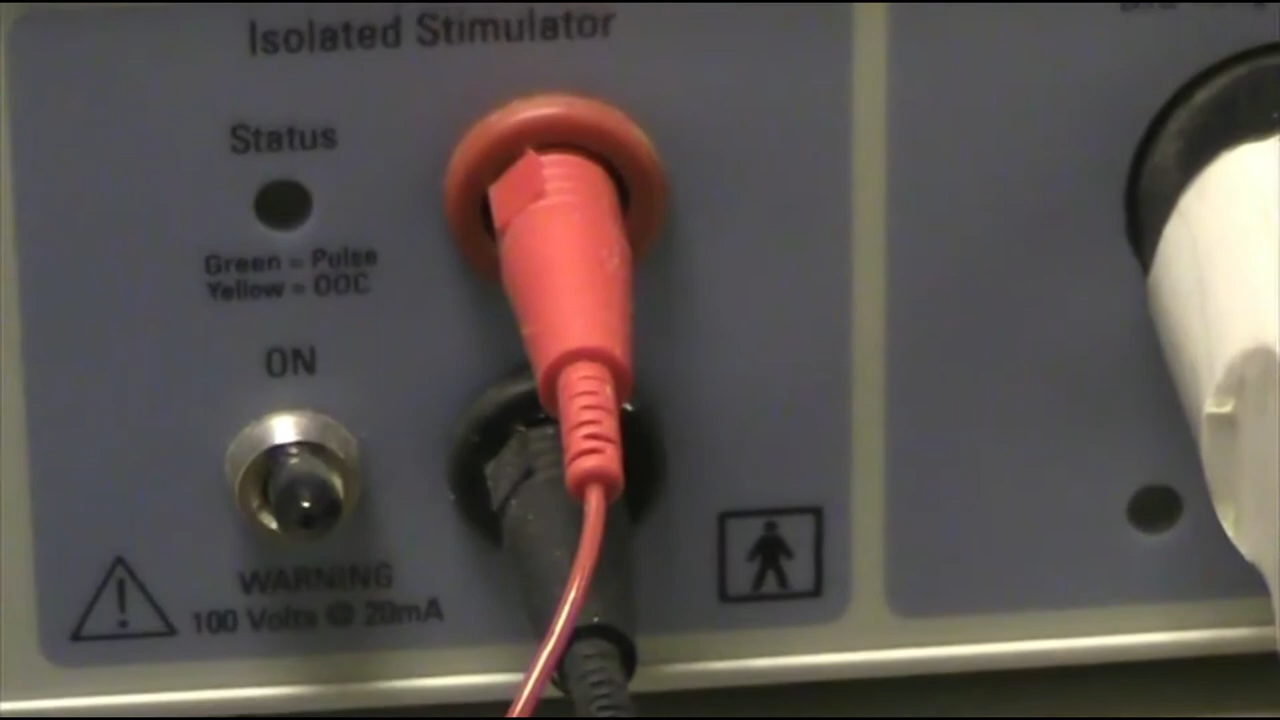 Isolated Stimulator
Status
Green = Pulse
Yellow = OOC
ON
WARNING
100 Volts @ 20mA